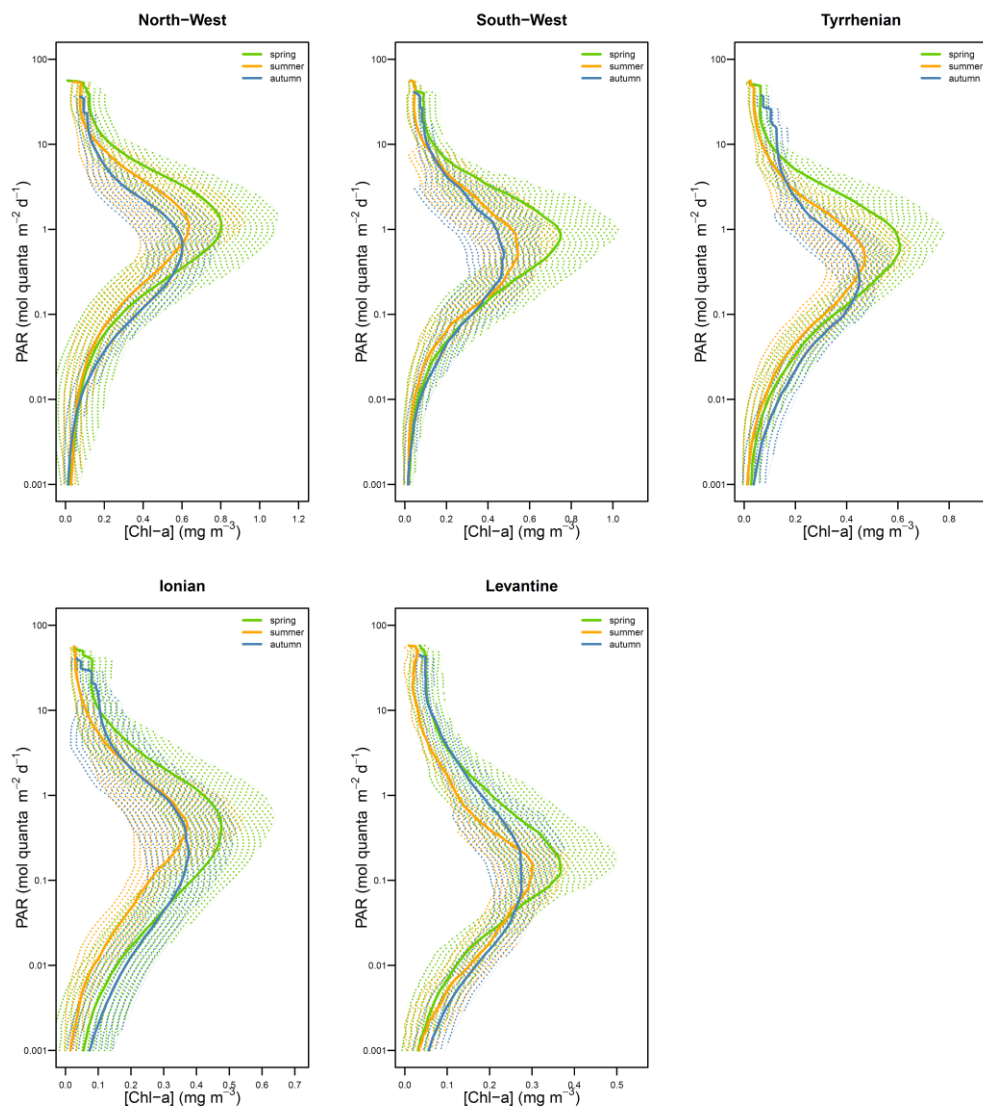 North−West
100
10
1
0.1
0.01
0.001
PAR (mol quanta m−2 d−1)
spring
summer
autumn
0.0 0.2 0.4 0.6 0.8 1.0 1.2
[Chl−a] (mg m−3)
South−West
100
10
1
0.1
0.01
0.001
PAR (mol quanta m−2 d−1)
spring
summer
autumn
0.0 0.2 0.4 0.6 0.8 1.0
[Chl−a] (mg m−3)
Tyrrhenian
100
10
1
0.1
0.01
0.001
PAR (mol quanta m−2 d−1)
spring
summer
autumn
0.0 0.2 0.4 0.6 0.8
[Chl−a] (mg m−3)
Ionian
100
10
1
0.1
0.01
0.001
PAR (mol quanta m−2 d−1)
spring
summer
autumn
0.0 0.1 0.2 0.3 0.4 0.5 0.6 0.7
[Chl−a] (mg m−3)
Levantine
100
10
1
0.1
0.01
0.001
PAR (mol quanta m−2 d−1)
spring
summer
autumn
0.0 0.1 0.2 0.3 0.4 0.5
[Chl−a] (mg m−3)